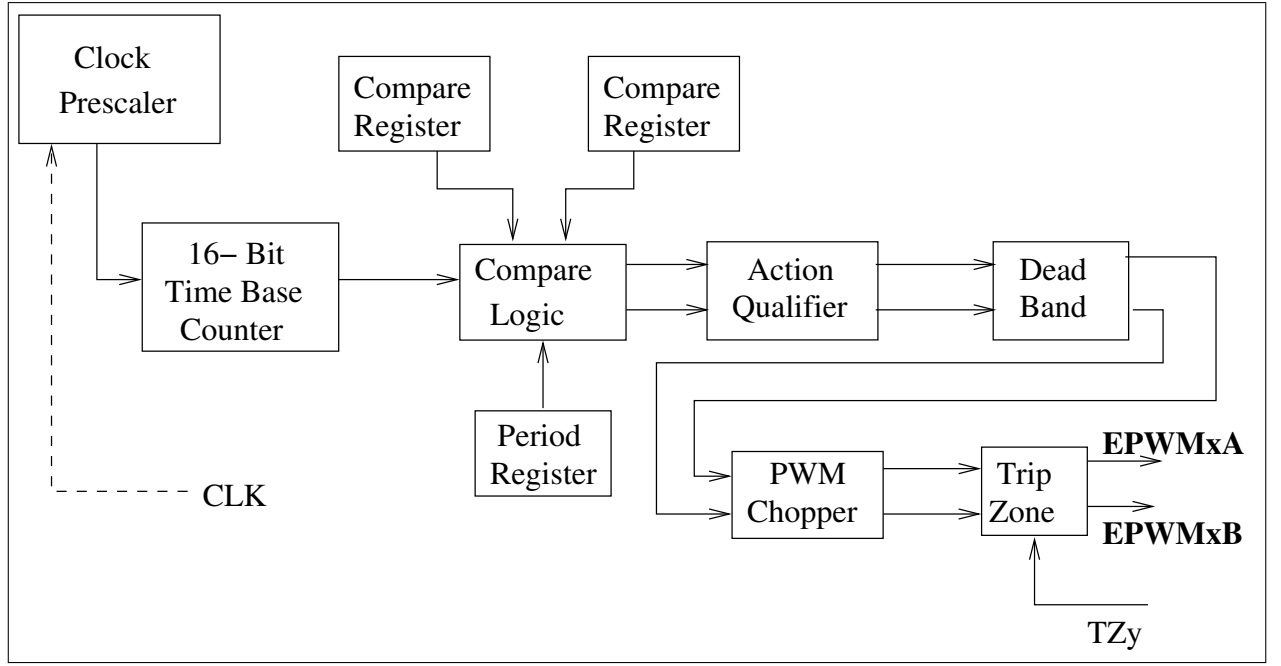 Clock
Prescaler
Compare
Register
Compare
Register
16– Bit
Time Base
Counter
Compare
Logic
Action
Qualifier
Dead
Band
Period
Register
CLK
PWM
Chopper
Trip
Zone
EPWMxA
EPWMxB
TZy